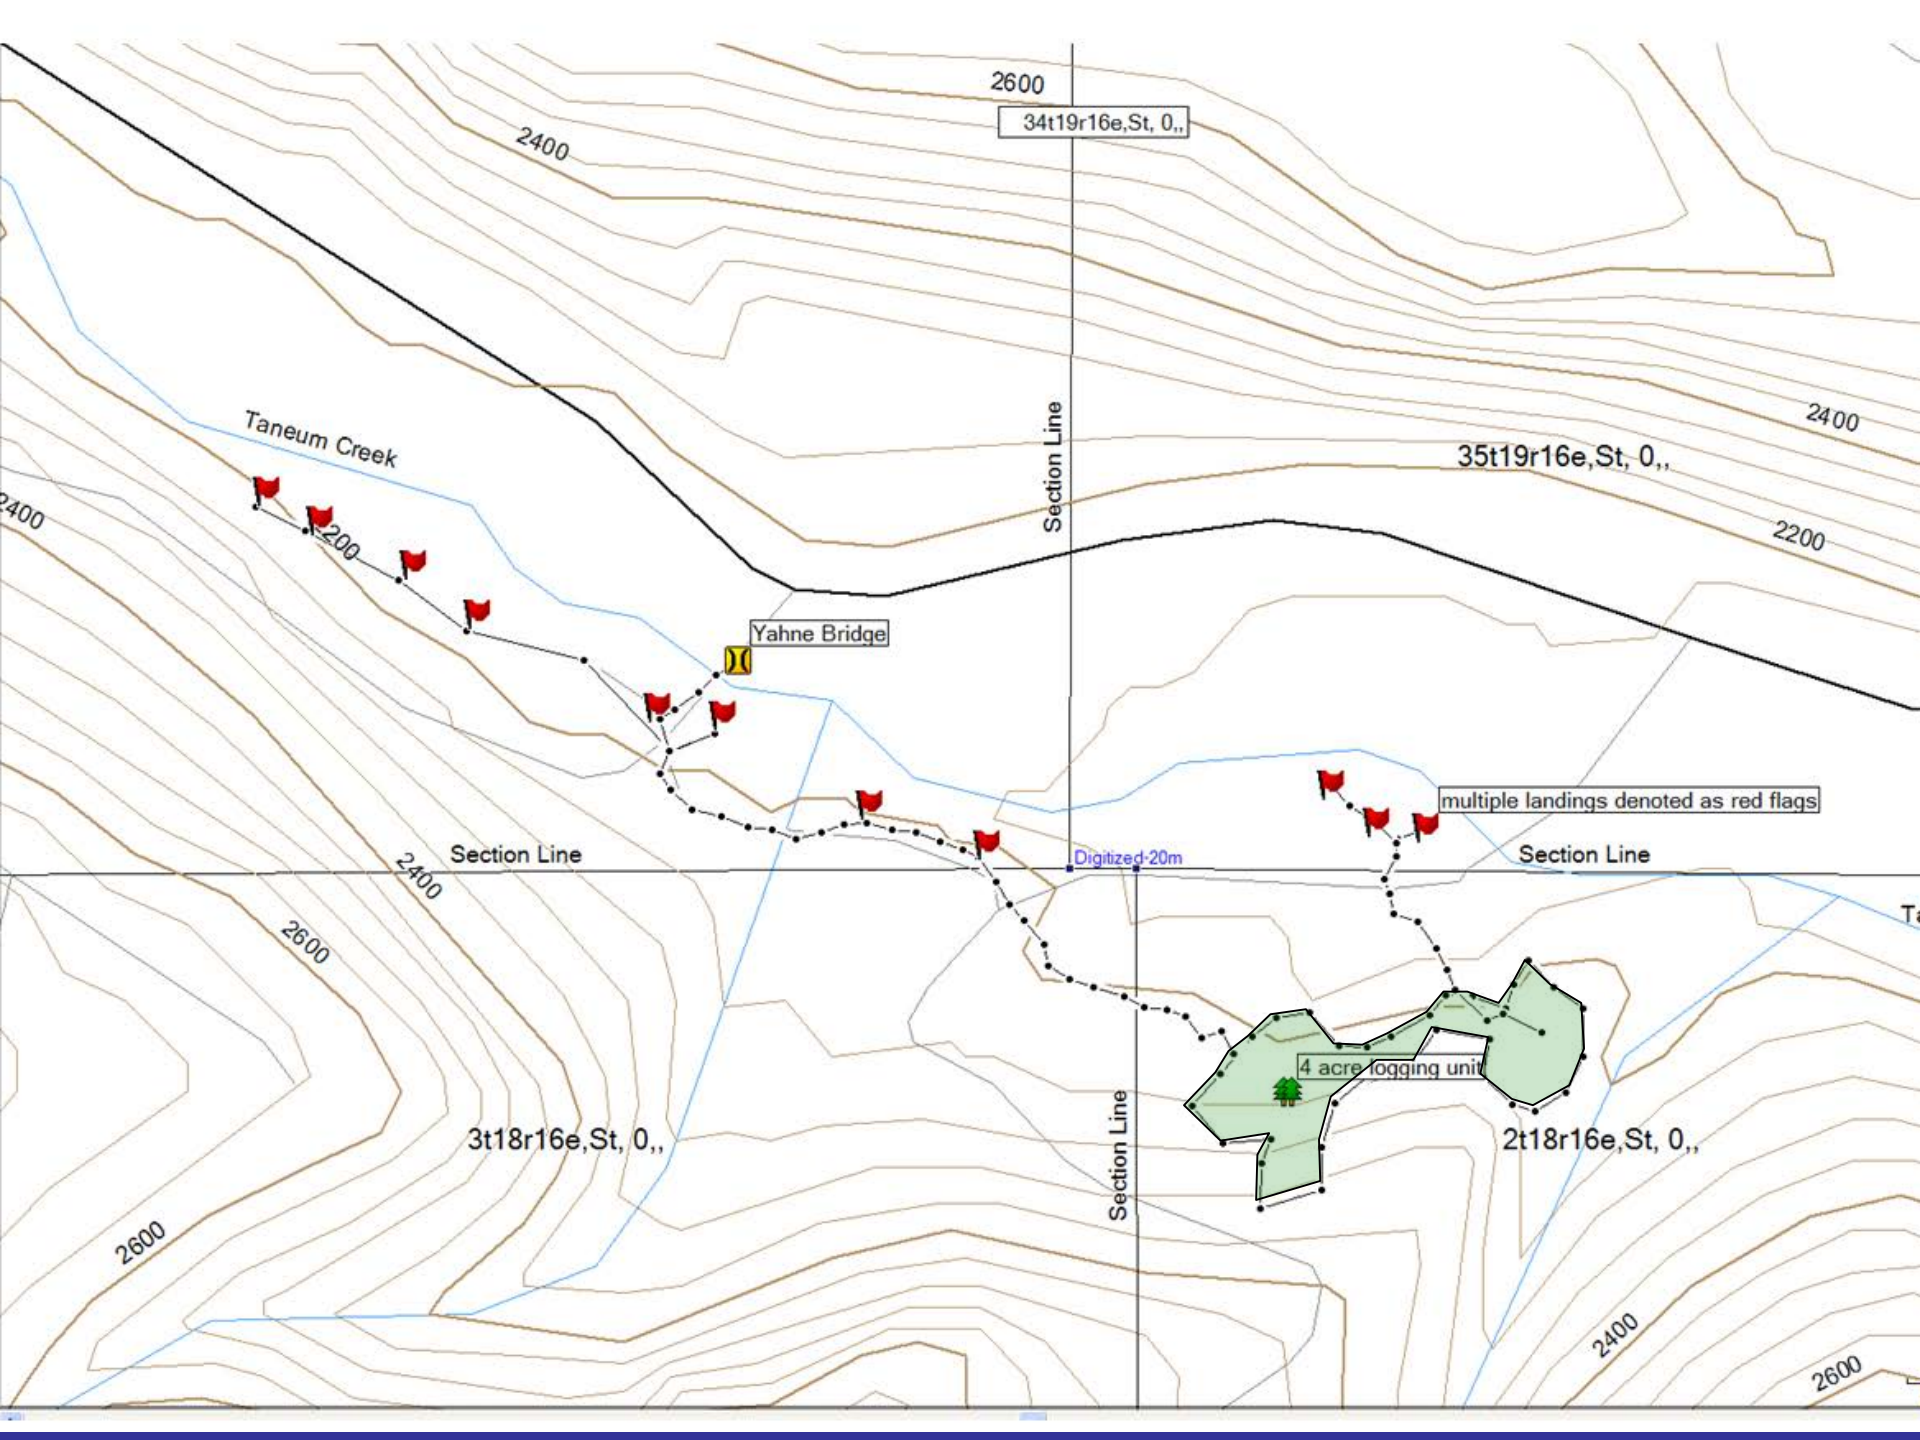 2600
34t19r16e,St, 0,,
2400
Section Line
2400
35t19r16e,St, 0,,
Taneum Creek
2400
200
2200
Yahne Bridge
multiple landings denoted as red flags
Section Line
Digitized-20m
Section Line
2400
2600
Ta
4 acre logging unit
Section Line
3t18r16e,St, 0,,
2t18r16e,St, 0,,
2600
2400
2600